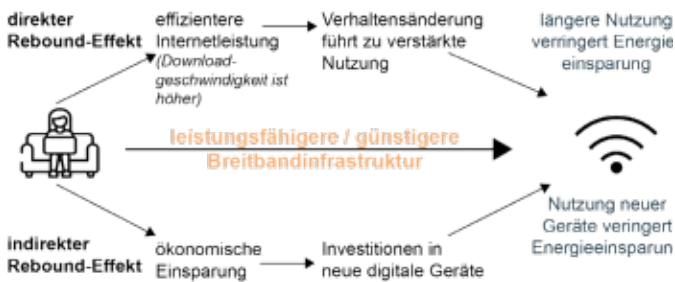 direkter
Rebound-Effekt
effizientere
Internetleistung
(Download-
geschwindigkeit ist
höher)
Verhaltensänderung
führt zu verstärkte
Nutzung
längere Nutzung
verringert Energie
einsparung
leistungsfähigere / günstigere
Breitbandinfrastruktur
indirekter
Rebound-Effekt
ökonomische
Einsparung
Investitionen in
neue digitale Geräte
Nutzung neuer
Geräte veringert
Energieeinsparun